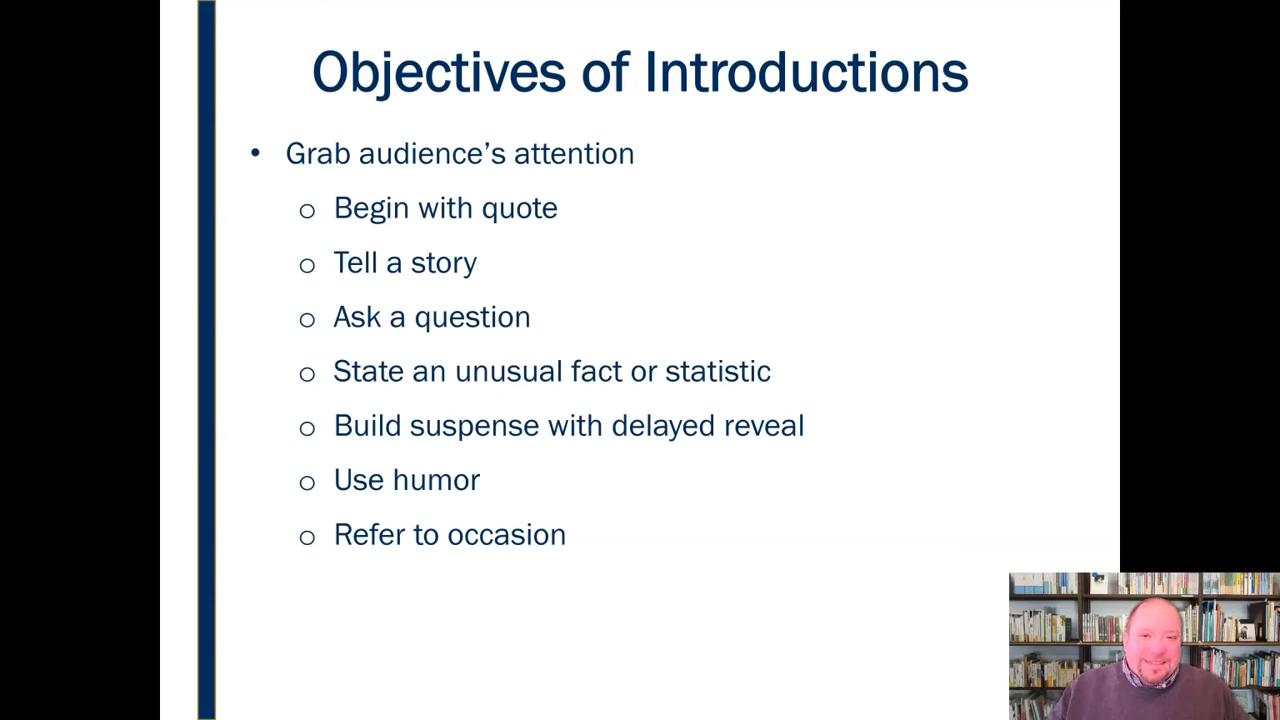 Objectives of Introductions
• Grab audience’s attention
o Begin with quote
o Tell a story
o Ask a question
o State an unusual fact or statistic
o Build suspense with delayed reveal
o Use humor
o Refer to occasion